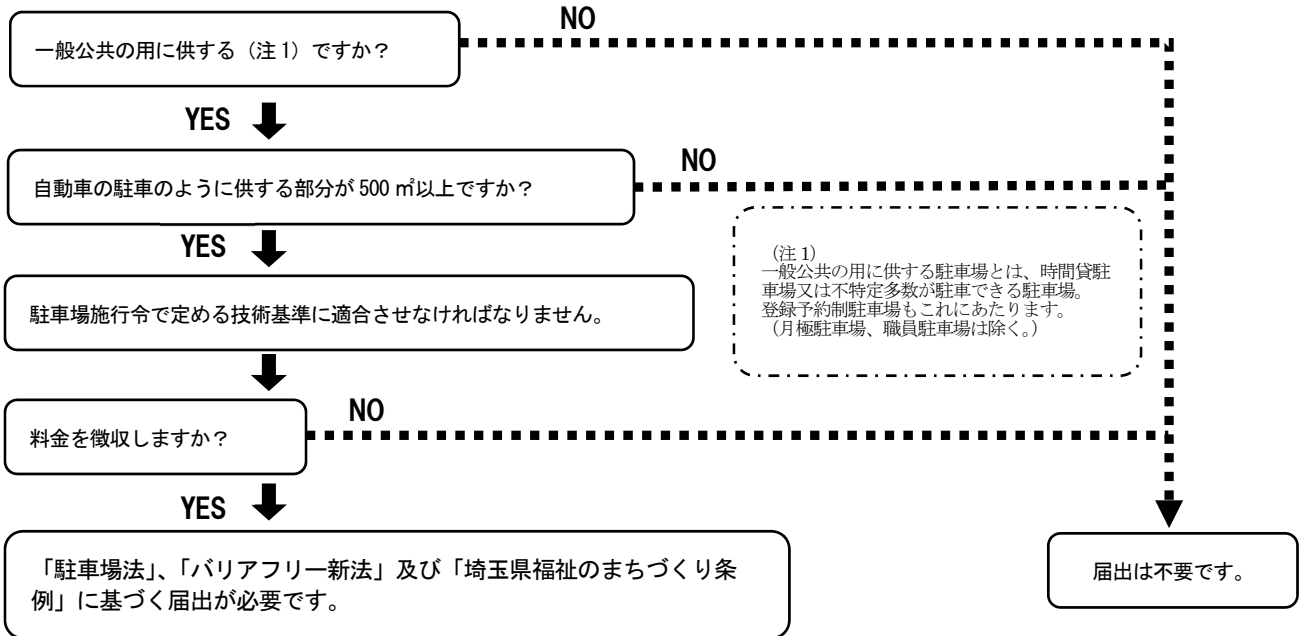 NO
一般公共の用に供する（注1）ですか？
YES
NO
自動車の駐車のように供する部分が 500 ㎡以上ですか？
YES
（注1）
一般公共の用に供する駐車場とは、時間貸駐
車場又は不特定多数が駐車できる駐車場。
登録予約制駐車場もこれにあたります。
（月極駐車場、職員駐車場は除く。）
駐車場施行令で定める技術基準に適合させなければなりません。
NO
料金を徴収しますか？
YES
「駐車場法」、「バリアフリー新法」及び「埼玉県福祉のまちづくり条
例」に基づく届出が必要です。
届出は不要です。